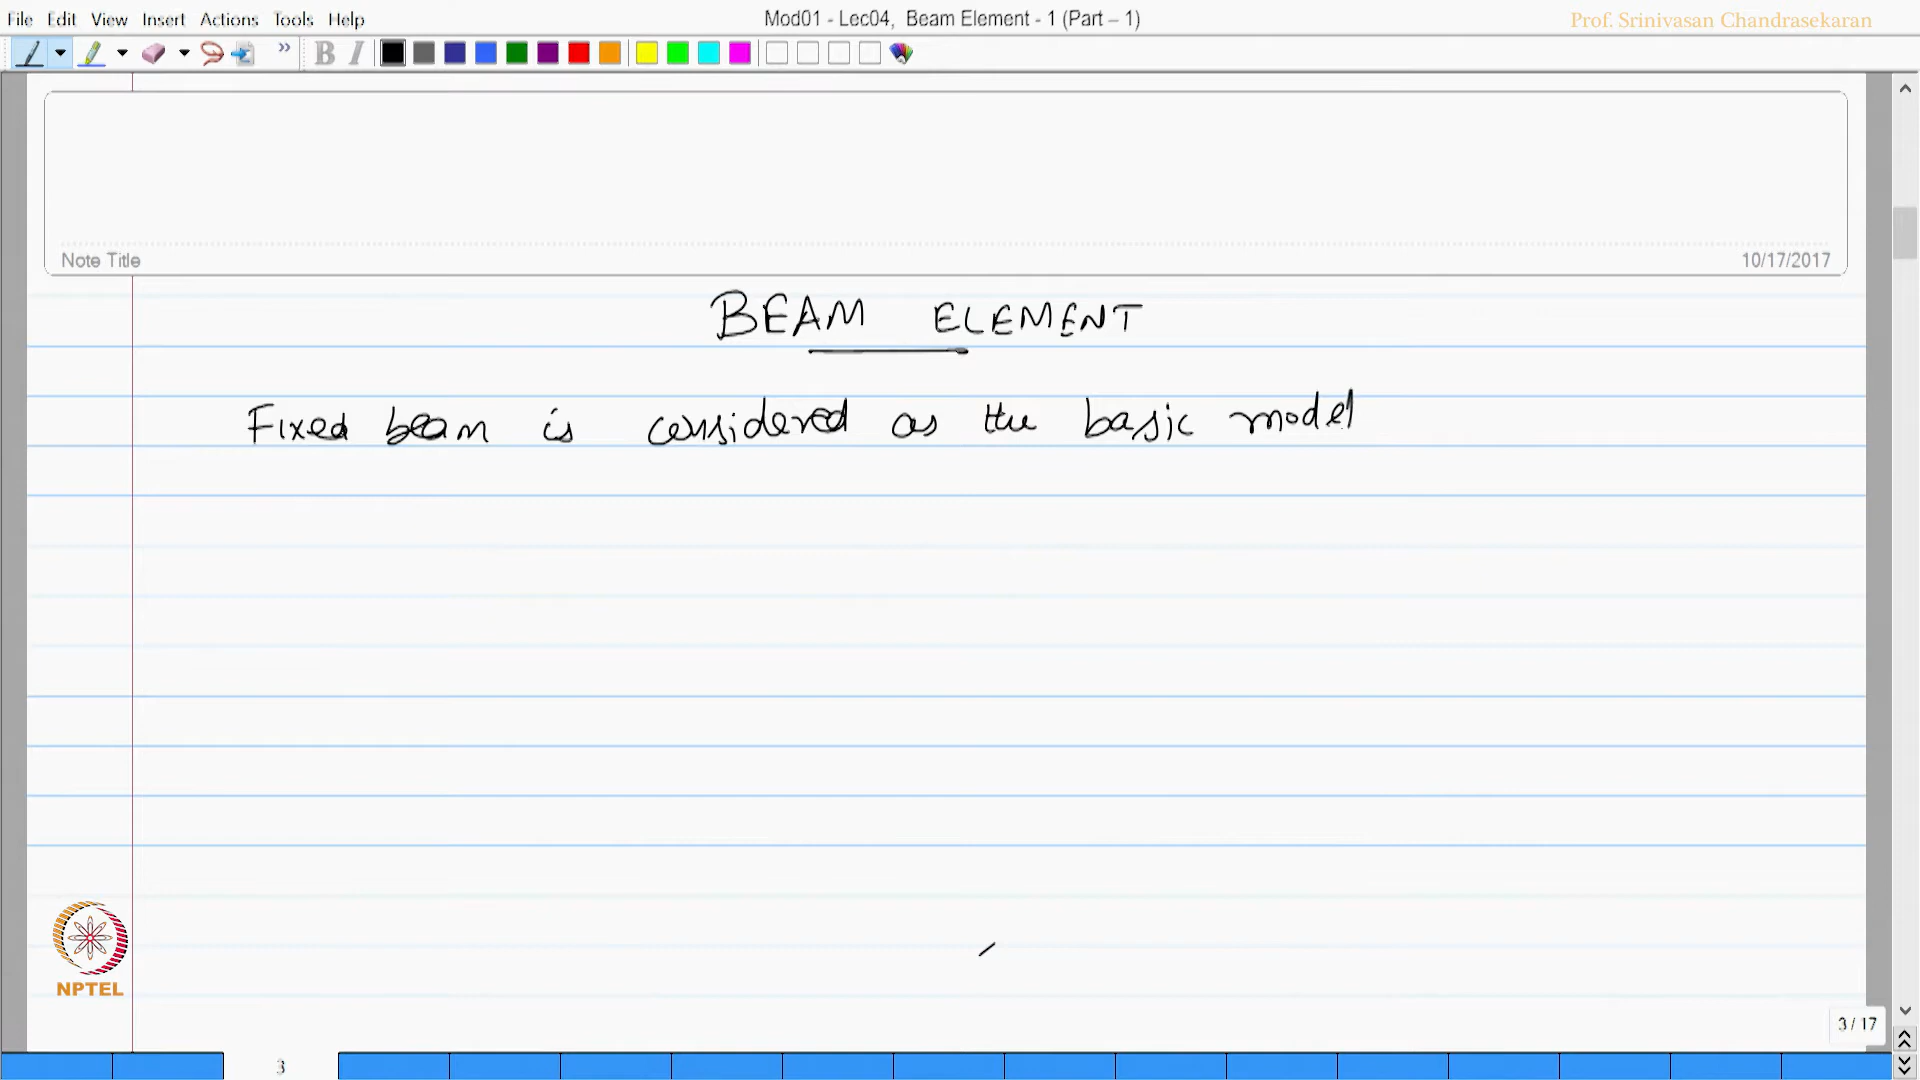 File Edit View Insert Actions Tools Help
Mod01 - Lec04, Beam Element - 1 (Part – 1)
Prof. Srinivasan Chandrasekaran
B I
Note Title
10/17/2017
BEAM ELEMENT
Fixed beam is considered as the basic model
NPTEL
3 / 17
3